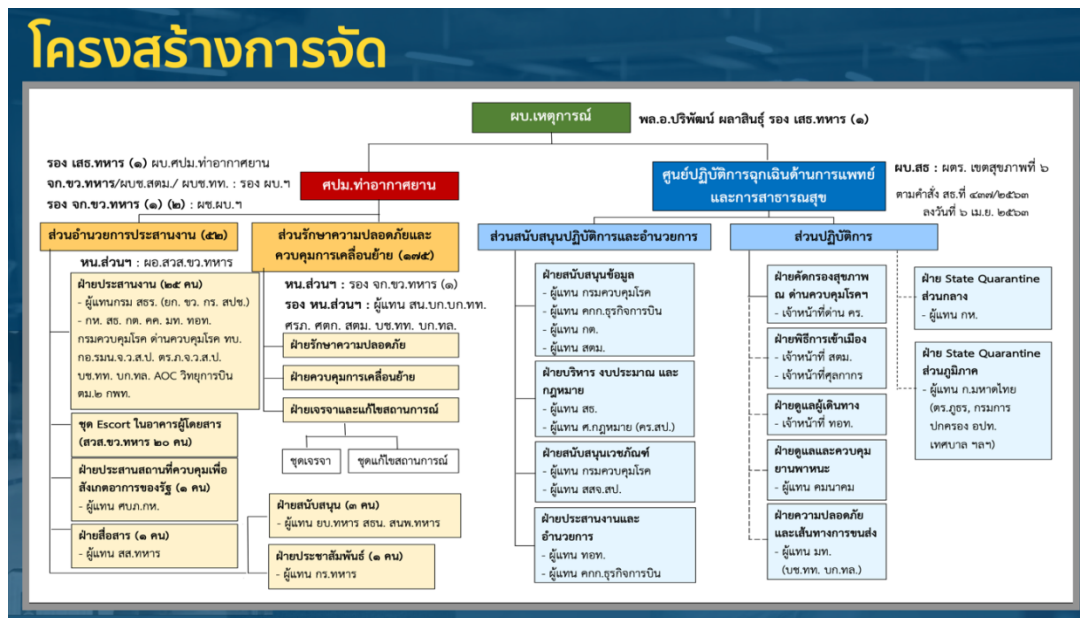 โครงสร้างการจัด
ผบ.เหตุการณ์
พล.อ.ปริพัฒน์ ผลาสินธุ์ รอง เสธ.ทหาร (๑)
รอง เสธ.ทหาร (๑) ผบ.ศปม.ท่าอากาศยาน
จก.ขว.ทหาร/ผบช.สตม./ ผบช.ทท. : รอง ผบ.ฯ
รอง จก.ขว.ทหาร (๑) (๒) : ผช.ผบ.ฯ
ศปม.ท่าอากาศยาน
ศูนย์ปฏิบัติการฉุกเฉินด้านการแพทย์
และการสาธารณสุข
ผบ.สธ : ผตร. เขตสุขภาพที่ ๖
ตามคำสั่ง สธ.ที่ ๔๓๗/๒๕๖๓
ลงวันที่ ๖ เม.ย. ๒๕๖๓
ส่วนอำนวยการประสานงาน (๕๒)
หน.ส่วนฯ : ผอ.สวส.ขว.ทหาร
ฝ่ายประสานงาน (๒๕ คน)
- ผู้แทนกรม สธร. (ยก. ขว. กร. สปช.)
- กห. สธ. กต. คค. มท. ทอท.
กรมควบคุมโรค ด่านควบคุมโรค ทบ.
กอ.รมน.จ.ว.ส.ป. ตร.ภ.จ.ว.ส.ป.
บช.ทท. บก.ทล. AOC วิทยุการบิน
ตม.๒ กพท.
ชุด Escort ในอาคารผู้โดยสาร
(สวส.ขว.ทหาร ๒๐ คน)
ฝ่ายประสานสถานที่ควบคุมเพื่อ
สังเกตอาการของรัฐ (๑ คน)
- ผู้แทน ศบภ.กห.
ฝ่ายสื่อสาร (๑ คน)
- ผู้แทน สส.ทหาร
ส่วนรักษาความปลอดภัยและ
ควบคุมการเคลื่อนย้าย (๑๗๕)
หน.ส่วนฯ : รอง จก.ขว.ทหาร (๑)
รอง หน.ส่วนฯ : ผู้แทน สน.บก.บก.ทท.
ศรภ. ศตก. สตม. บช.ทท. บก.ทล.
ฝ่ายรักษาความปลอดภัย
ฝ่ายควบคุมการเคลื่อนย้าย
ฝ่ายเจรจาและแก้ไขสถานการณ์
ชุดเจรจา
ชุดแก้ไขสถานการณ์
ฝ่ายสนับสนุน (๓ คน)
- ผู้แทน ยบ.ทหาร สธน. สนพ.ทหาร
ฝ่ายประชาสัมพันธ์ (๑ คน)
- ผู้แทน กร.ทหาร
ส่วนสนับสนุนปฏิบัติการและอำนวยการ
ฝ่ายสนับสนุนข้อมูล
- ผู้แทน กรมควบคุมโรค
- ผู้แทน คกก.ธุรกิจการบิน
- ผู้แทน กต.
- ผู้แทน สตม.
ฝ่ายบริหาร งบประมาณ และ
กฎหมาย
- ผู้แทน สธ.
- ผู้แทน ศ.กฎหมาย (คร.สป.)
ฝ่ายสนับสนุนเวชภัณฑ์
- ผู้แทน กรมควบคุมโรค
- ผู้แทน สสจ.สป.
ฝ่ายประสานงานและ
อำนวยการ
- ผู้แทน ทอท.
- ผู้แทน คกก.ธุรกิจการบิน
ส่วนปฏิบัติการ
ฝ่ายคัดกรองสุขภาพ
ณ ด่านควบคุมโรคฯ
- เจ้าหน้าที่ด่าน คร.
ฝ่ายพิธีการเข้าเมือง
- เจ้าหน้าที่ สตม.
- เจ้าหน้าที่ศุลกากร
ฝ่ายดูแลผู้เดินทาง
- เจ้าหน้าที่ ทอท.
ฝ่ายดูแลและควบคุม
ยานพาหนะ
- ผู้แทน คมนาคม
ฝ่ายความปลอดภัย
และเส้นทางการขนส่ง
- ผู้แทน มท.
(บช.ทท. บก.ทล.)
ฝ่าย State Quarantine
ส่วนกลาง
- ผู้แทน กห.
ฝ่าย State Quarantine
ส่วนภูมิภาค
- ผู้แทน ก.มหาดไทย
(ตร.ภูธร, กรมการ
ปกครอง อปท.
เทศบาล ฯลฯ)